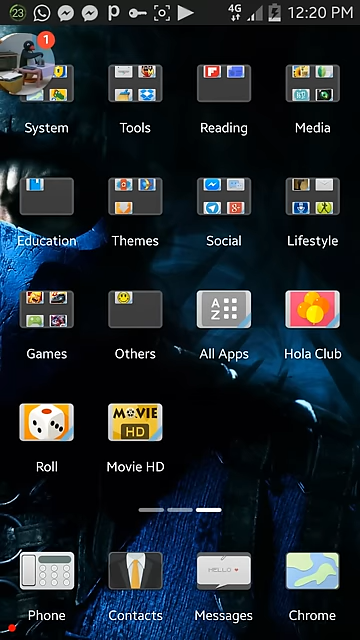 23 p 4G 12:20 PM
1
System Tools Reading Media
Education Themes Social Lifestyle
A
Z
Games Others All Apps Hola Club
MOVIE
HD
Roll Movie HD
HELLO
Phone Contacts Messages Chrome